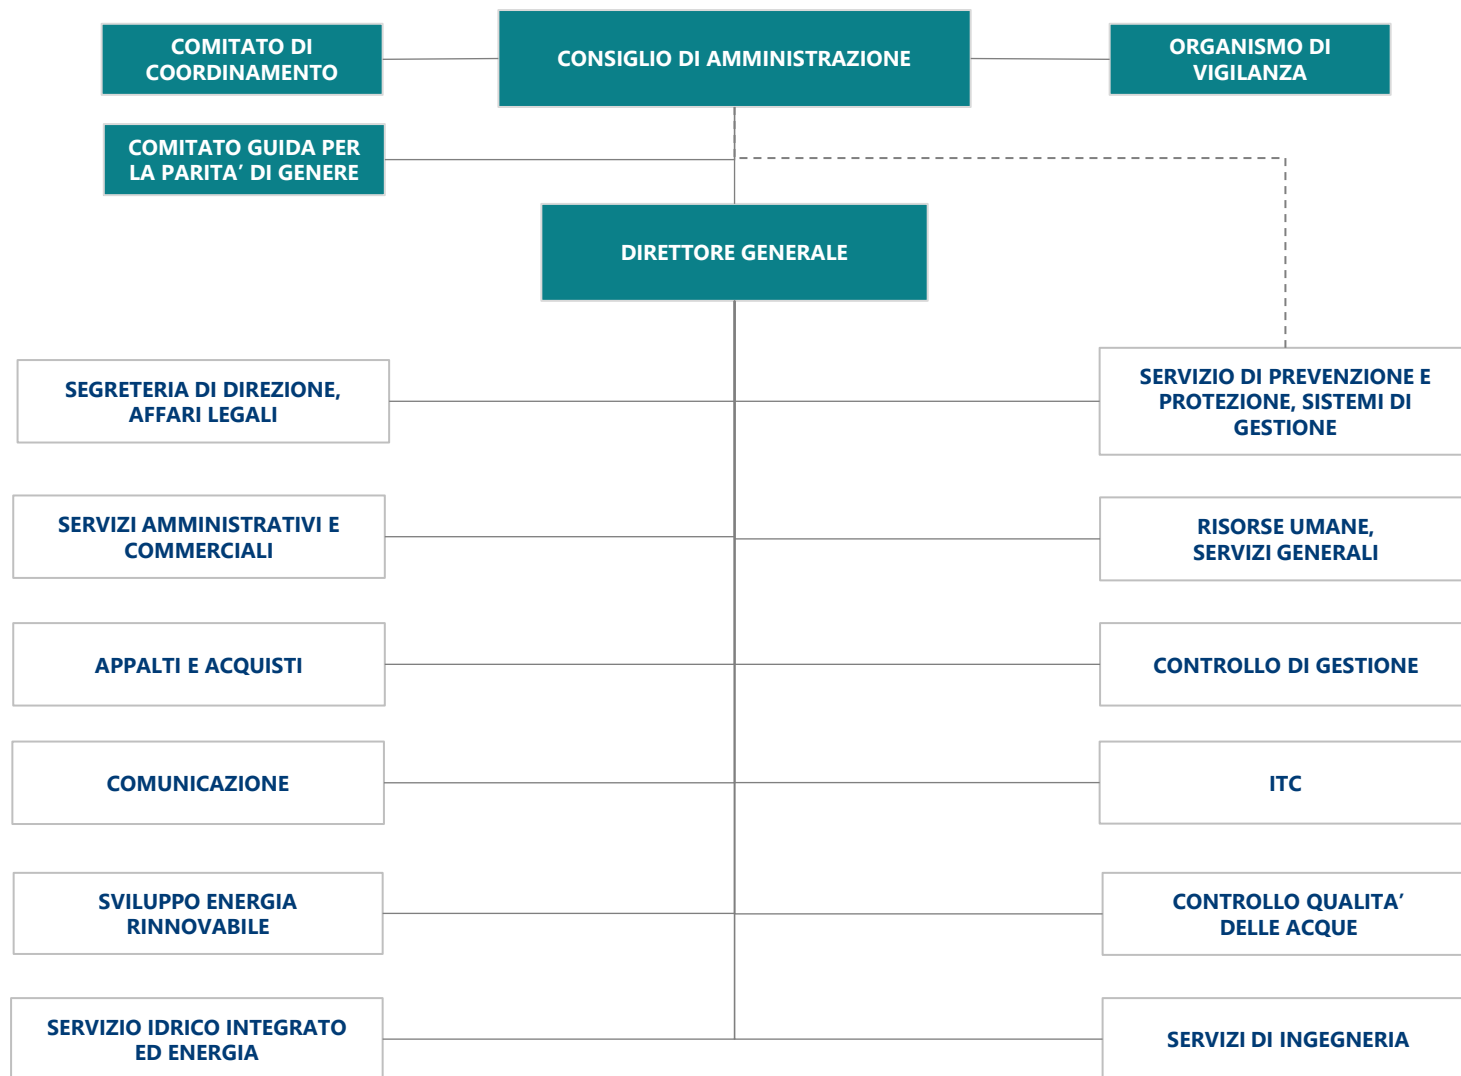 COMITATO DI
COORDINAMENTO
CONSIGLIO DI AMMINISTRAZIONE
ORGANISMO DI
VIGILANZA
COMITATO GUIDA PER
LA PARITA’ DI GENERE
DIRETTORE GENERALE
SEGRETERIA DI DIREZIONE,
AFFARI LEGALI
SERVIZIO DI PREVENZIONE E
PROTEZIONE, SISTEMI DI
GESTIONE
SERVIZI AMMINISTRATIVI E
COMMERCIALI
RISORSE UMANE,
SERVIZI GENERALI
APPALTI E ACQUISTI
CONTROLLO DI GESTIONE
COMUNICAZIONE
ITC
SVILUPPO ENERGIA
RINNOVABILE
CONTROLLO QUALITA’
DELLE ACQUE
SERVIZIO IDRICO INTEGRATO
ED ENERGIA
SERVIZI DI INGEGNERIA